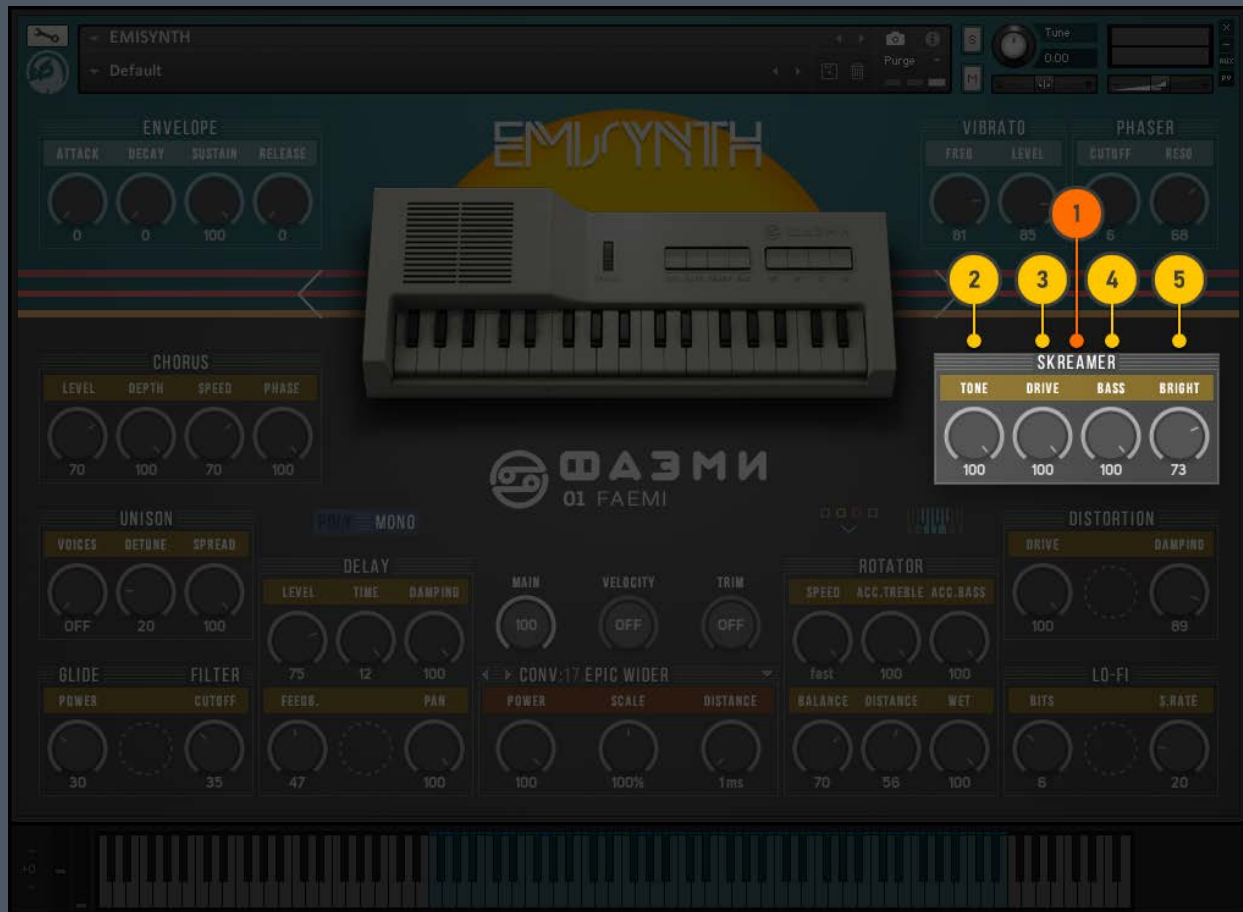 EMISYNTH
Default
Purge
S
M
Tune
0.00
AUX
PV
ENVELOPE
ATTACK DECAY SUSTAIN RELEASE
0 0 100 0
EMISYNTH
VIBRATO
FREQ LEVEL
81 85
PHASER
CUTOFF RESO
6 68
1
2 3 4 5
ФАЭМИ
CHORUS
LEVEL DEPTH SPEED PHASE
70 100 70 100
SKREAMER
TONE DRIVE BASS BRIGHT
100 100 100 73
ФАЭМИ
01 FAEMI
UNISON
VOICES DETUNE SPREAD
OFF 20 100
POLY MONO
DELAY
LEVEL TIME DAMPING
75 12 100
FEEDB. PAN
47 100
MAIN VELOCITY TRIM
100 OFF OFF
ROTATOR
SPEED ACC.TREBLE ACC.BASS
fast 100 100
BALANCE DISTANCE WET
70 56 100
DISTORTION
DRIVE DAMPING
100 89
GLIDE FILTER
POWER CUTOFF
30 35
CONV:17 EPIC WIDER
POWER SCALE DISTANCE
100 100% 1ms
LO-FI
BITS S.RATE
6 20
+0